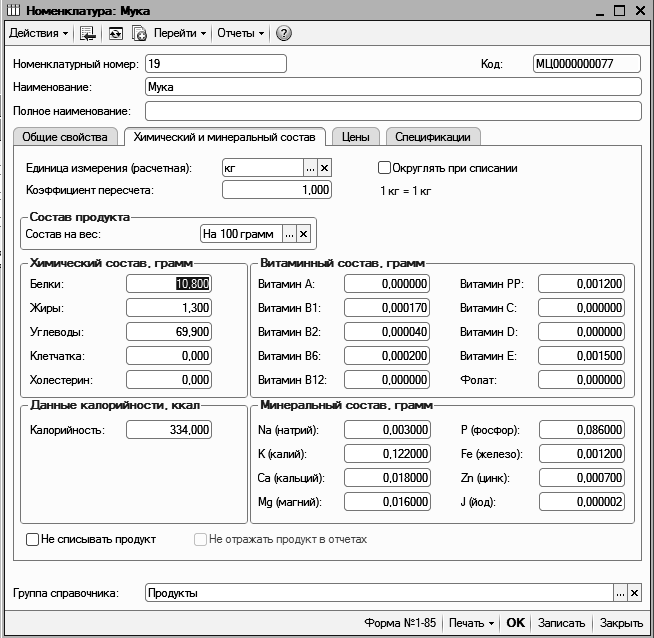 Номенклатура: Мука
Действия Перейти Отчеты ?
Номенклатурный номер: 19 Код: МЦ0000000077
Наименование: Мука
Полное наименование:
Общие свойства Химический и минеральный состав Цены Спецификации
Единица измерения (расчетная): кг ... × Округлять при списании
Коэффициент пересчета: 1,000 1 кг = 1 кг
Состав продукта
Состав на вес: На 100 грамм ... ×
Химический состав, грамм Витаминный состав, грамм
Белки: 10,800 Витамин A: 0,000000 Витамин PP: 0,001200
Жиры: 1,300 Витамин B1: 0,000170 Витамин C: 0,000000
Углеводы: 69,900 Витамин B2: 0,000040 Витамин D: 0,000000
Клетчатка: 0,000 Витамин B6: 0,000200 Витамин E: 0,001500
Холестерин: 0,000 Витамин B12: 0,000000 Фолат: 0,000000
Данные калорийности, ккал Минеральный состав, грамм
Калорийность: 334,000 Na (натрий): 0,003000 P (фосфор): 0,086000
K (калий): 0,122000 Fe (железо): 0,001200
Ca (кальций): 0,018000 Zn (цинк): 0,000700
Mg (магний): 0,016000 J (йод): 0,000002
Не списывать продукт Не отражать продукт в отчетах
Группа справочника: Продукты ... ×
Форма №1-85 Печать OK Записать Закрыть